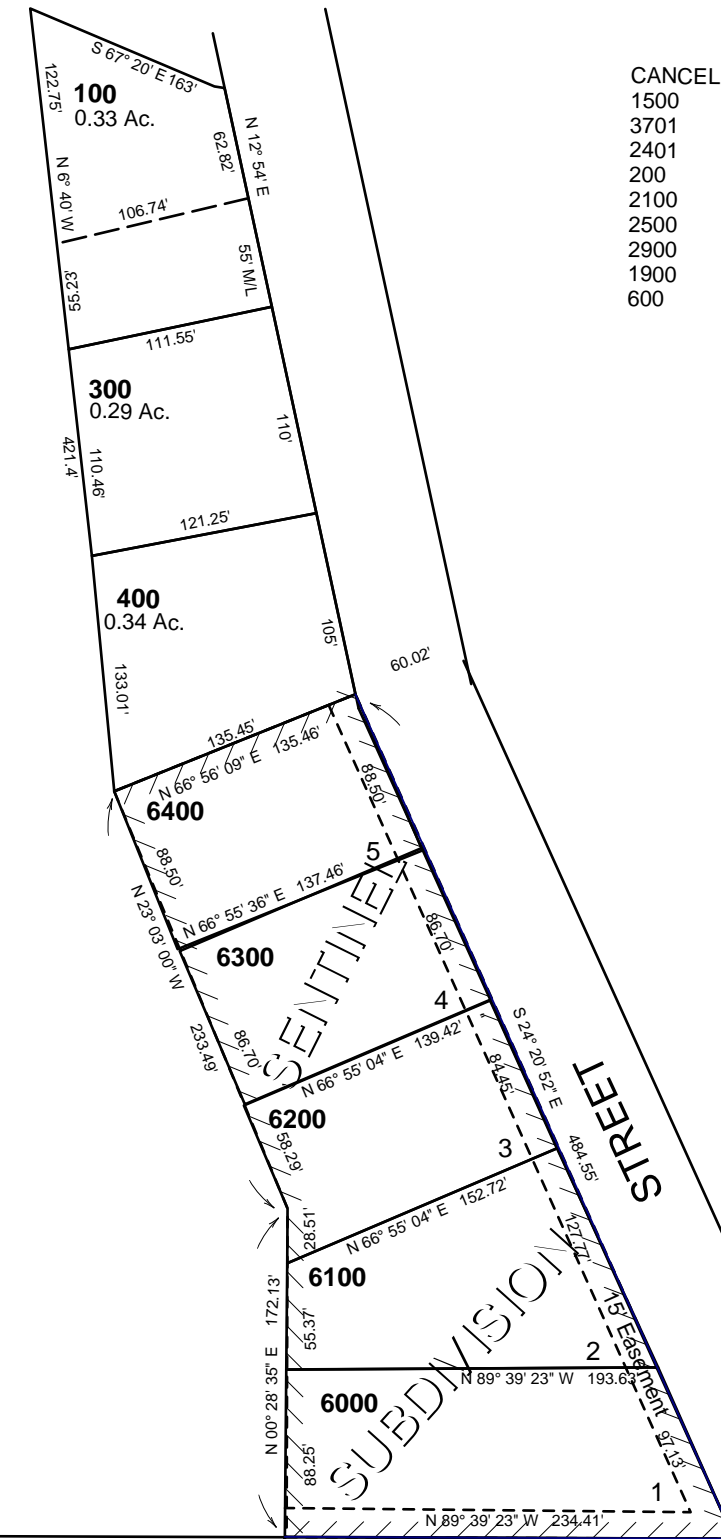 S 67° 20' E 163'
122.75'
100
0.33 Ac.
N 12° 54' E
62.82'
N 6° 40' W
106.74'
55.23'
55' M/L
111.55'
300
0.29 Ac.
110'
421.4'
110.46'
121.25'
400
0.34 Ac.
105'
133.01'
60.02'
135.45'
N 66° 56' 09" E 135.46'
6400
88.50'
88.50'
5
N 66° 55' 36" E 137.46'
N 23° 03' 00" W
233.49'
6300
86.70'
86.70'
SENTINEL
4
N 66° 55' 04" E 139.42'
S 24° 20' 52" E
484.55'
STREET
6200
58.29'
84.45'
3
28.51'
N 66° 55' 04" E 152.72'
127.77'
6100
N 00° 28' 35" E 172.13'
55.37'
SUBDIVISION
15' Easement
2
N 89° 39' 23" W 193.63'
6000
88.25'
97.13'
1
N 89° 39' 23" W 234.41'
CANCEL
1500
3701
2401
200
2100
2500
2900
1900
600